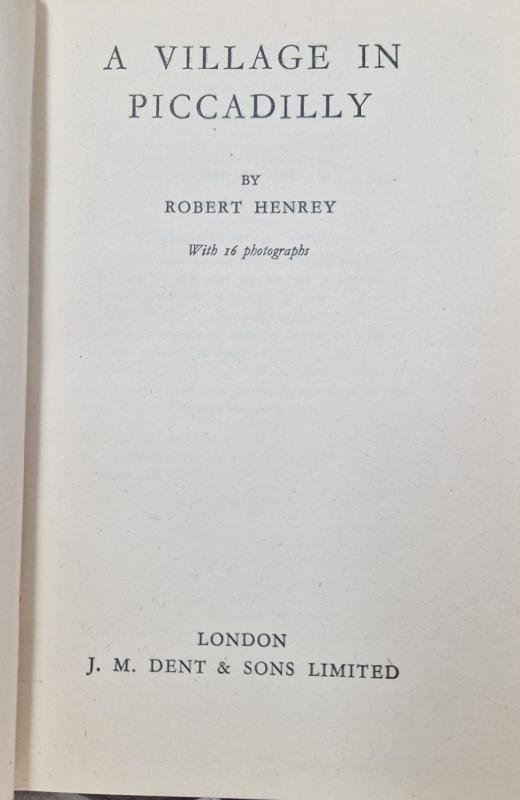 A VILLAGE IN
PICCADILLY
BY
ROBERT HENREY
With 16 photographs
LONDON
J. M. DENT & SONS LIMITED